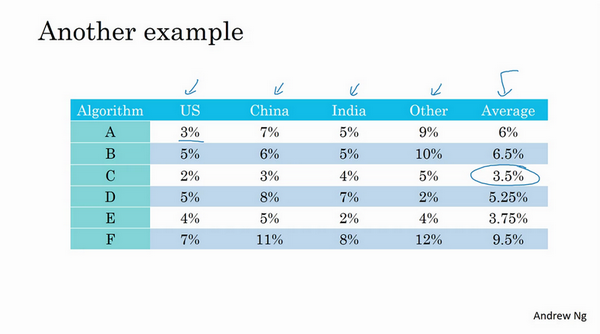 Another example
Algorithm US China India Other Average
A 3% 7% 5% 9% 6%
B 5% 6% 5% 10% 6.5%
C 2% 3% 4% 5% 3.5%
D 5% 8% 7% 2% 5.25%
E 4% 5% 2% 4% 3.75%
F 7% 11% 8% 12% 9.5%
Andrew Ng